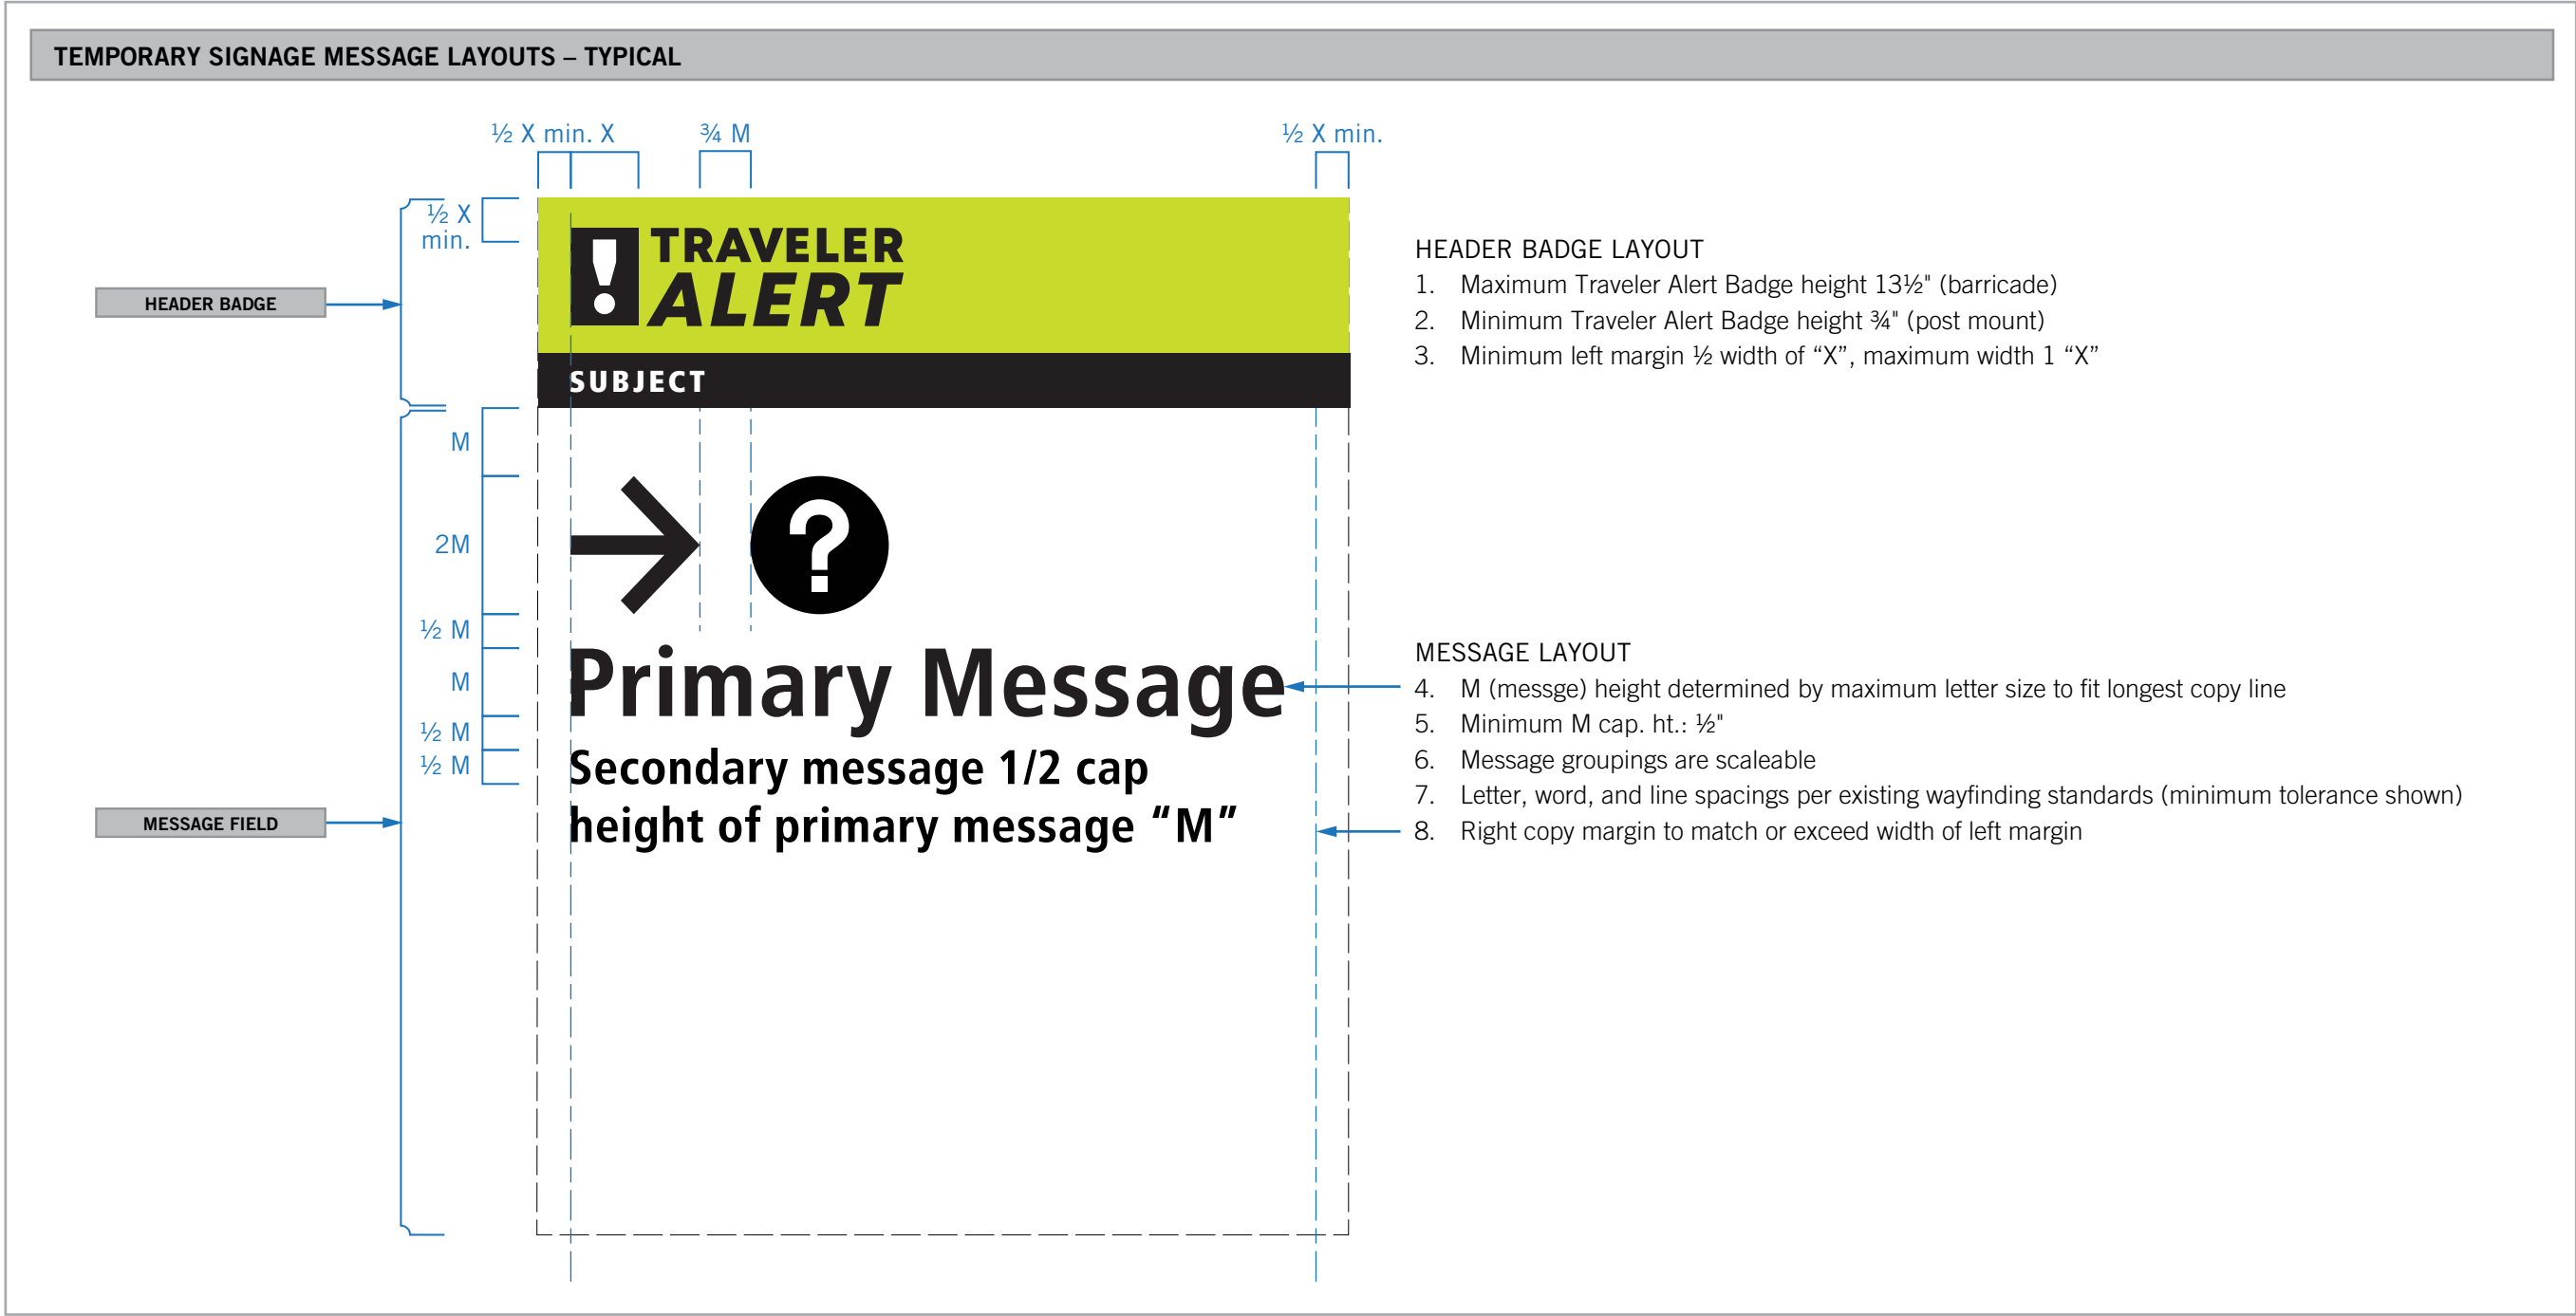 TEMPORARY SIGNAGE MESSAGE LAYOUTS – TYPICAL
½ X min. X
¾ M
½ X min.
½ X
min.
HEADER BADGE
! TRAVELER
ALERT
SUBJECT
HEADER BADGE LAYOUT
1. Maximum Traveler Alert Badge height 13½" (barricade)
2. Minimum Traveler Alert Badge height ¾" (post mount)
3. Minimum left margin ½ width of “X”, maximum width 1 “X”
M
2M
?
½ M
M
½ M
½ M
Primary Message
Secondary message 1/2 cap
height of primary message “M”
MESSAGE FIELD
MESSAGE LAYOUT
4. M (messge) height determined by maximum letter size to fit longest copy line
5. Minimum M cap. ht.: ½"
6. Message groupings are scaleable
7. Letter, word, and line spacings per existing wayfinding standards (minimum tolerance shown)
8. Right copy margin to match or exceed width of left margin